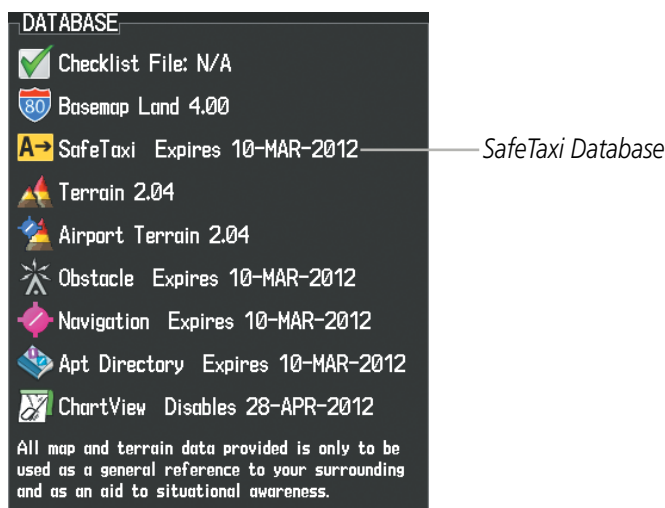 DATABASE
Checklist File: N/A
80 Basemap Land 4.00
A→ SafeTaxi Expires 10-MAR-2012
SafeTaxi Database
Terrain 2.04
Airport Terrain 2.04
Obstacle Expires 10-MAR-2012
Navigation Expires 10-MAR-2012
Apt Directory Expires 10-MAR-2012
ChartView Disables 28-APR-2012
All map and terrain data provided is only to be
used as a general reference to your surrounding
and as an aid to situational awareness.